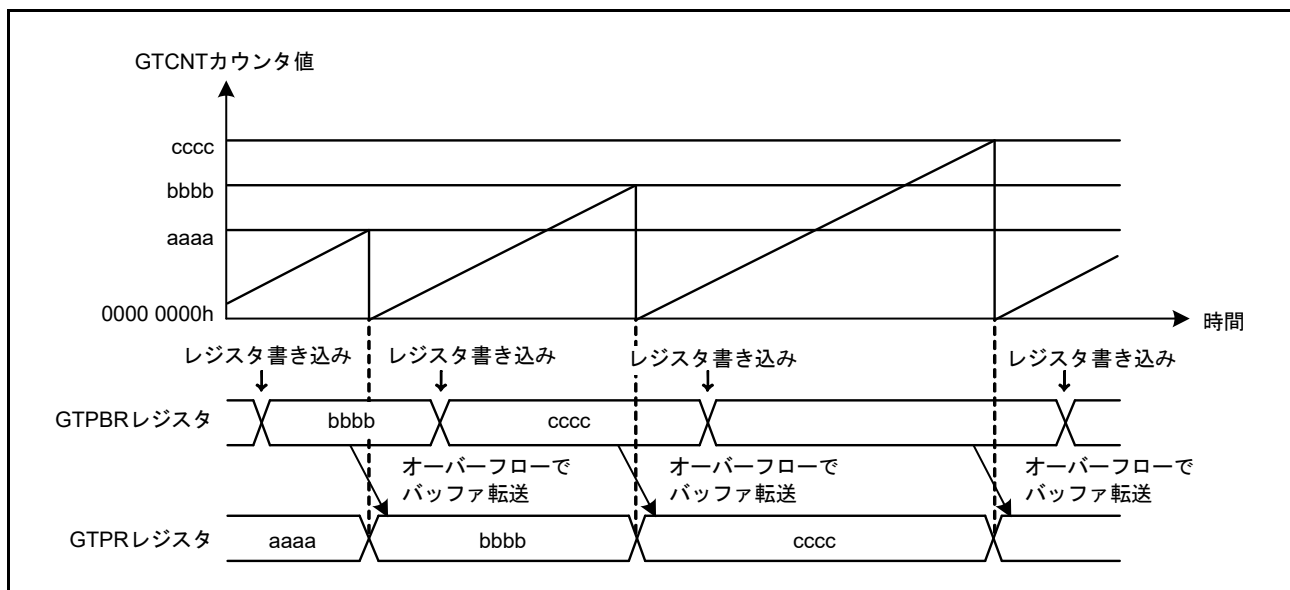 GTCNTカウンタ値
cccc
bbbb
aaaa
0000 0000h
時間
レジスタ書き込み レジスタ書き込み レジスタ書き込み レジスタ書き込み
GTPBRレジスタ bbbb cccc
オーバーフローで オーバーフローで オーバーフローで
バッファ転送 バッファ転送 バッファ転送
GTPRレジスタ aaaa bbbb cccc